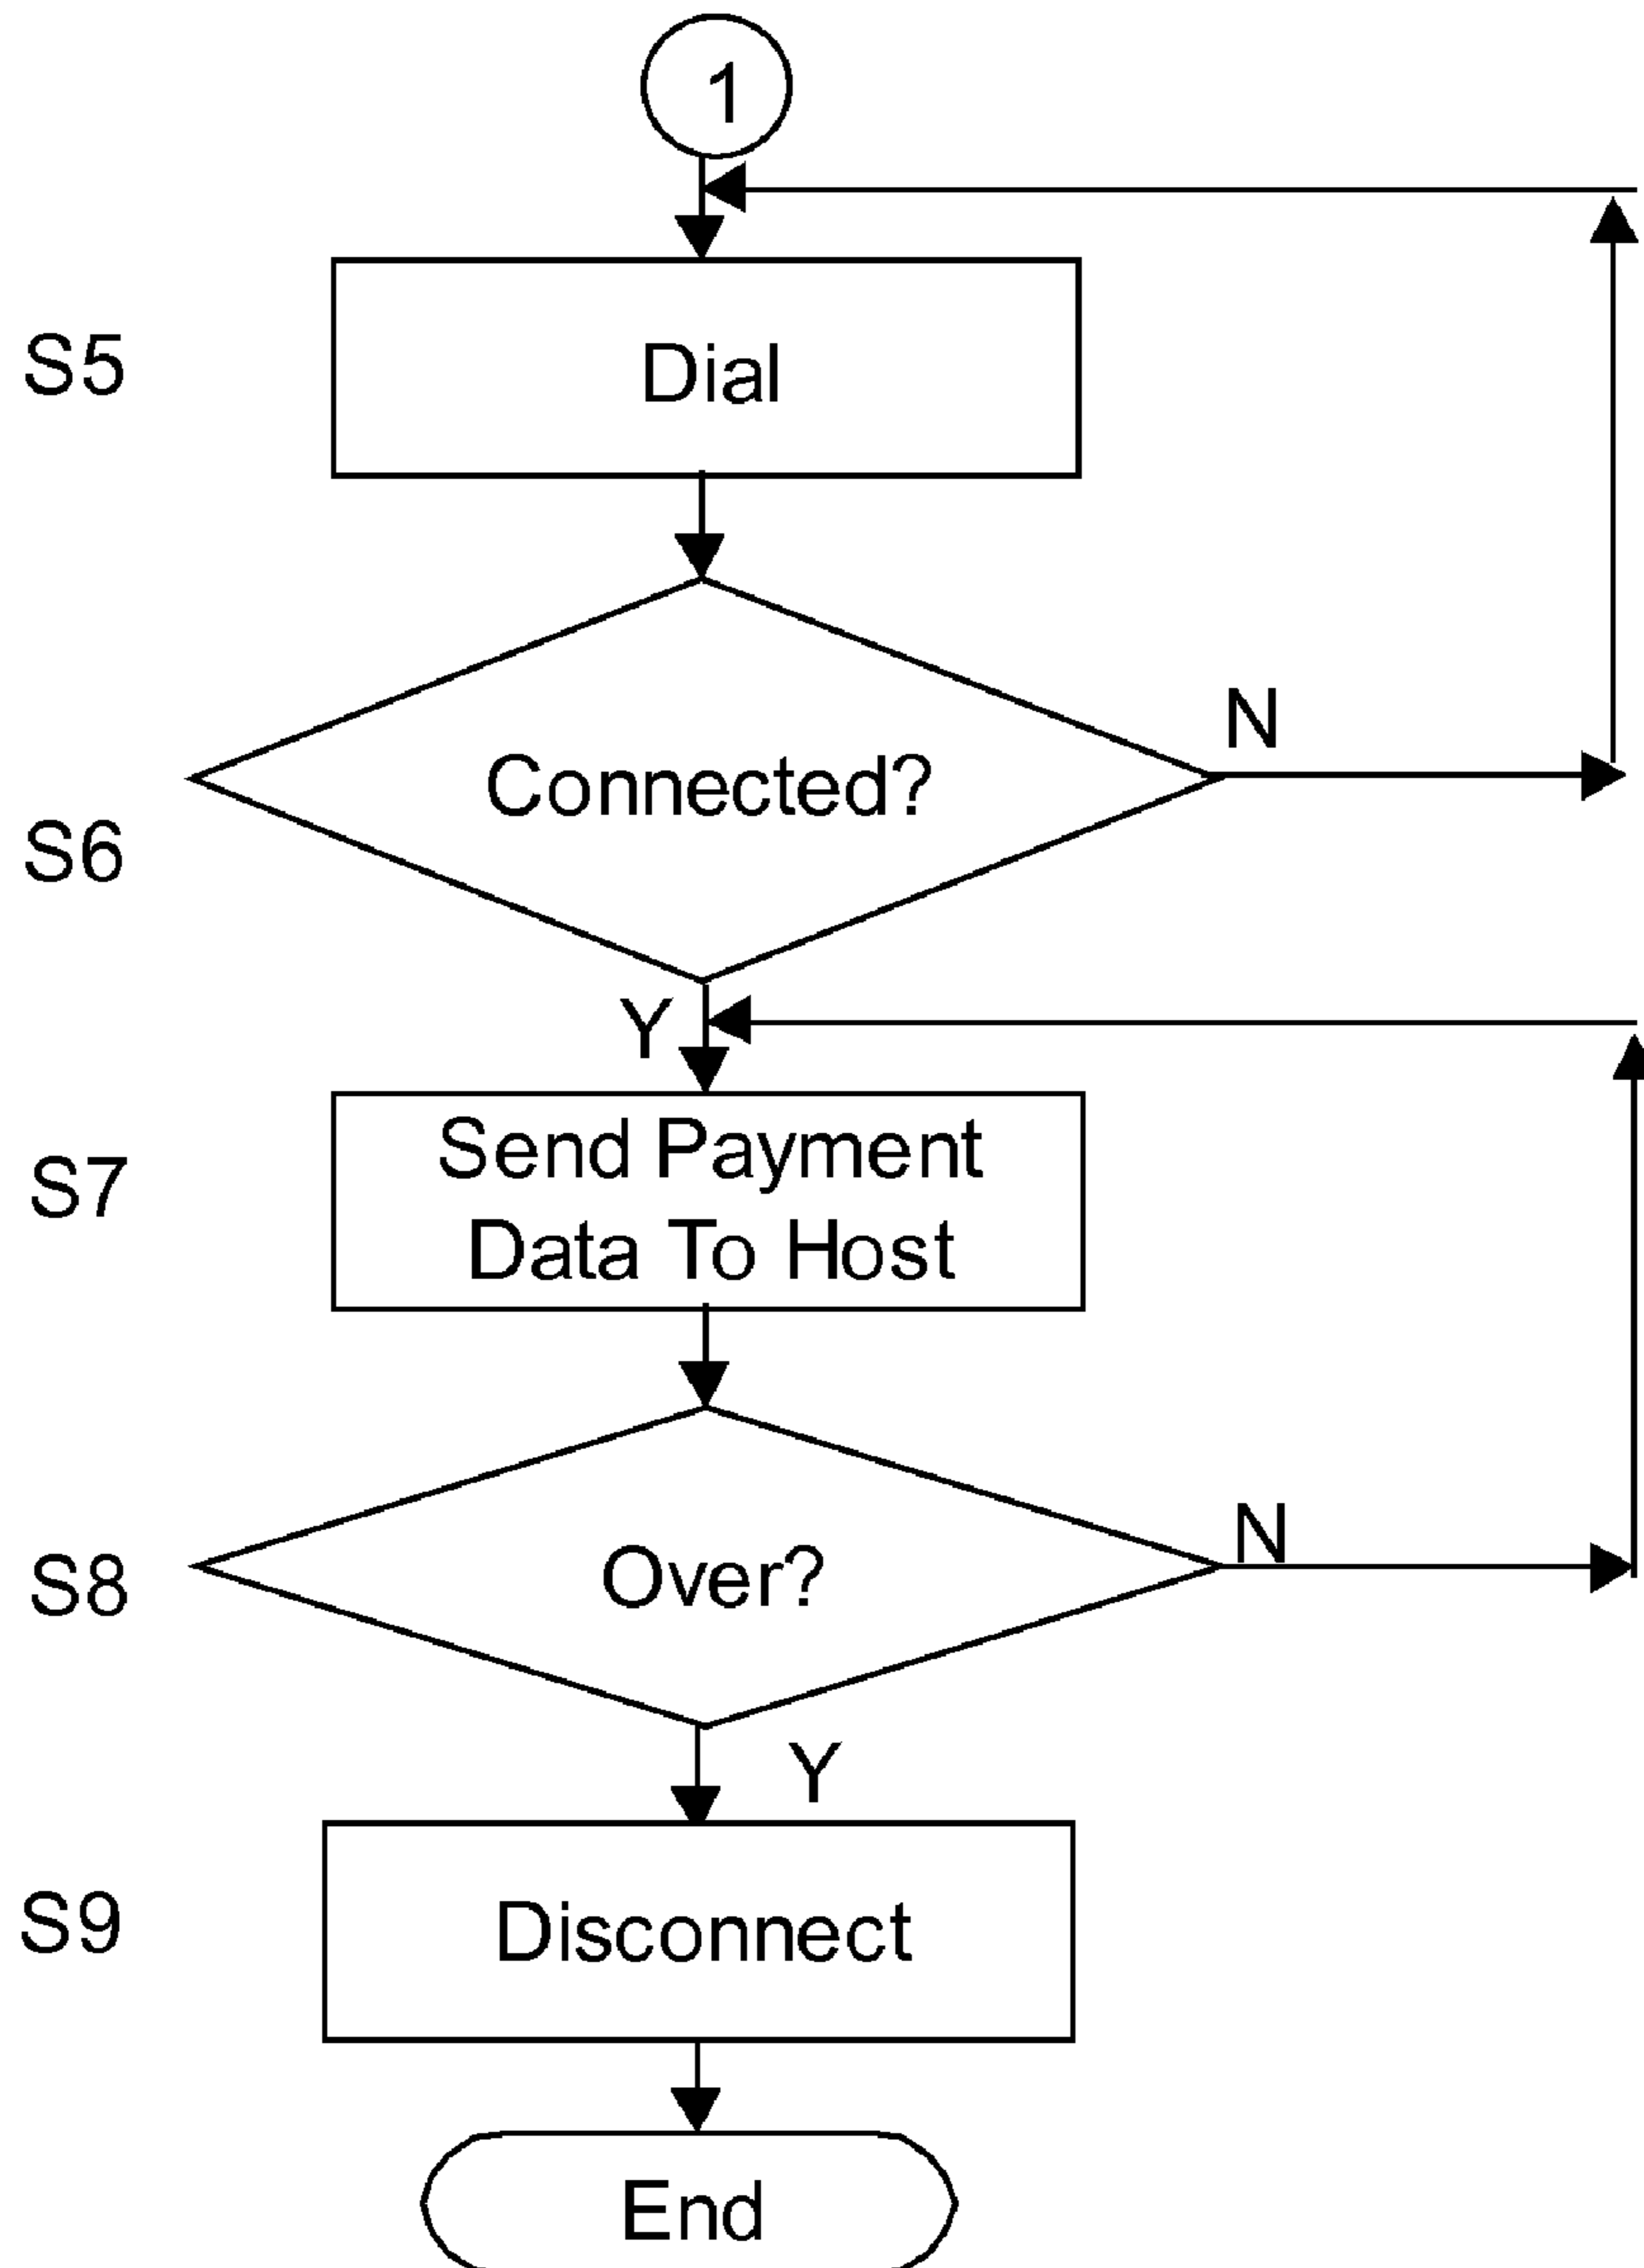 1
S5
Dial
N
Connected?
S6
Y
Send Payment
S7
Data To Host
N
Over?
S8
Y
S9
Disconnect
End